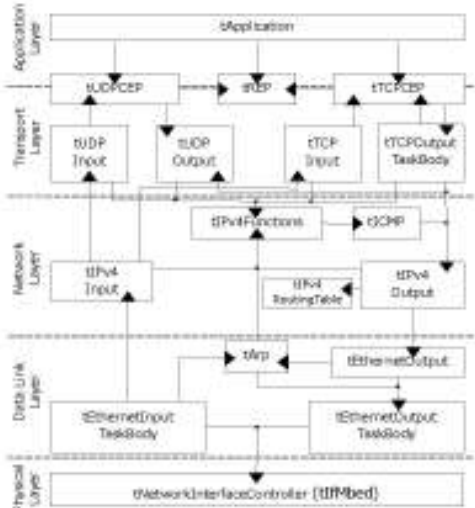 Application
Layer
tApplication
tUDPCEP
tREP
tTCPCEP
Transport
Layer
tUDP
Input
tUDP
Output
tTCP
Input
tTCPOutput
TaskBody
Network
Layer
tIPv4Functions
tICMP
tIPv4
Input
tIPv4
RoutingTable
tIPv4
Output
Data Link
Layer
tArp
tEthernetOutput
tEthernetInput
TaskBody
tEthernetOutput
TaskBody
Physical
Layer
tNetworkInterfaceController (tIfMbed)